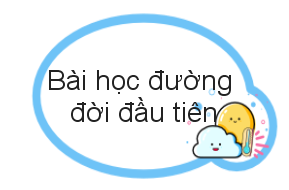 Bài học đường
đời đầu tiên